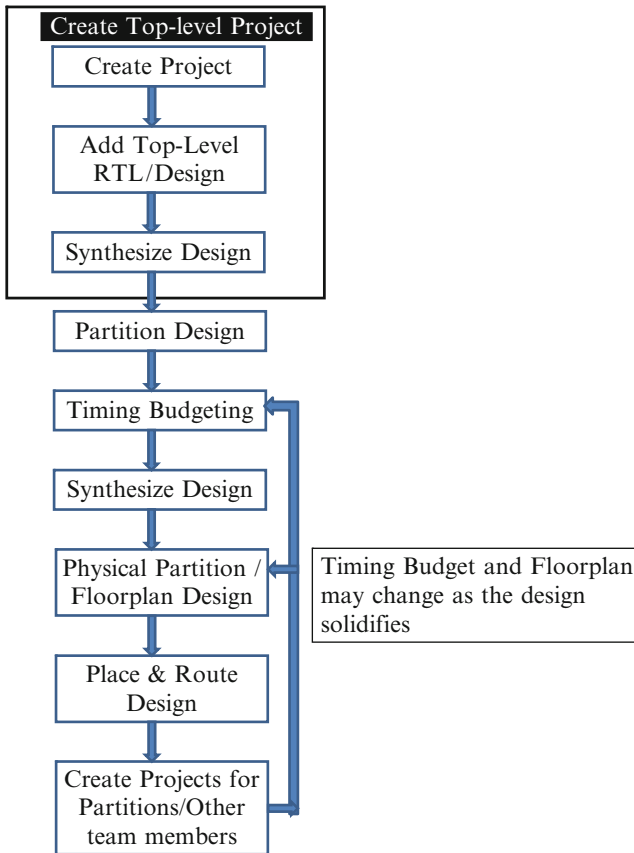 Create Top-level Project
Create Project
Add Top-Level
RTL/Design
Synthesize Design
Partition Design
Timing Budgeting
Synthesize Design
Physical Partition /
Floorplan Design
Timing Budget and Floorplan
may change as the design
solidifies
Place & Route
Design
Create Projects for
Partitions/Other
team members